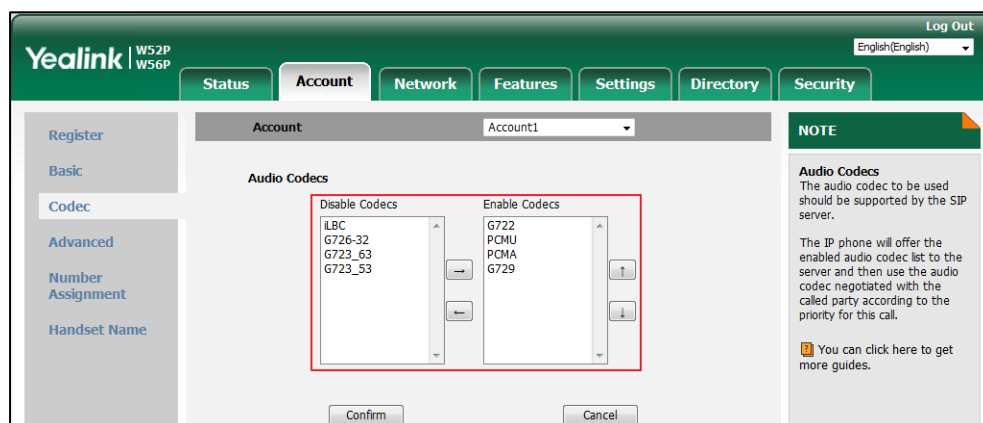 Log Out
English(English)
Yealink | W52P
W56P
Status
Account
Network
Features
Settings
Directory
Security
Register
Basic
Codec
Advanced
Number
Assignment
Handset Name
Account
Account1
Audio Codecs
Disable Codecs
Enable Codecs
iLBC
G726-32
G723_63
G723_53
→
←
G722
PCMU
PCMA
G729
↑
↓
Confirm
Cancel
NOTE
Audio Codecs
The audio codec to be used
should be supported by the SIP
server.
The IP phone will offer the
enabled audio codec list to the
server and then use the audio
codec negotiated with the
called party according to the
priority for this call.
? You can click here to get
more guides.